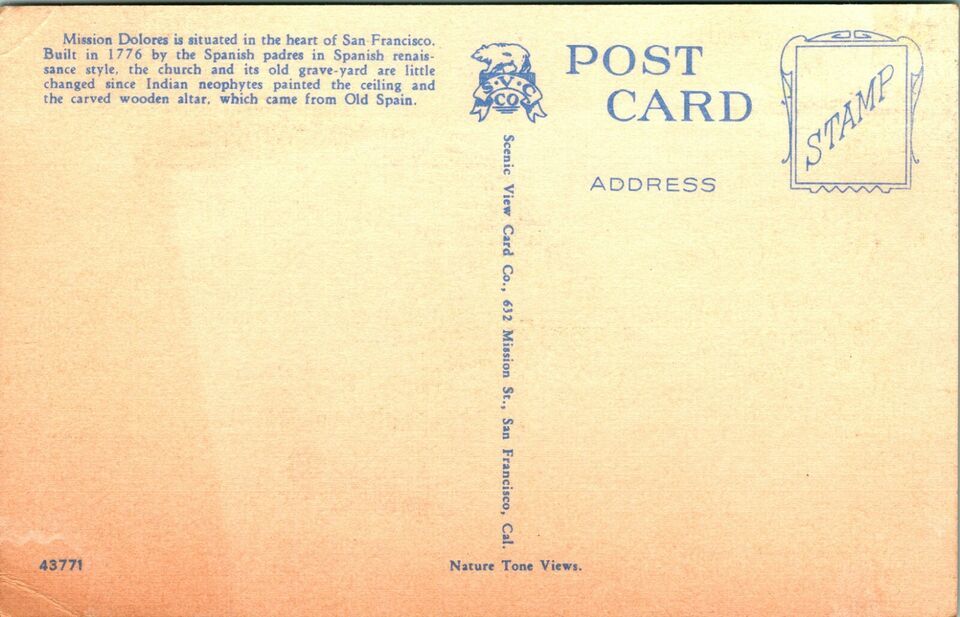 Mission Dolores is situated in the heart of San Francisco.
Built in 1776 by the Spanish padres in Spanish renais-
sance style, the church and its old grave-yard are little
changed since Indian neophytes painted the ceiling and
the carved wooden altar, which came from Old Spain.
S.V.C
CO.
POST
CARD
ADDRESS
STAMP
Scenic View Card Co., 632 Mission St., San Francisco, Cal.
43771
Nature Tone Views.